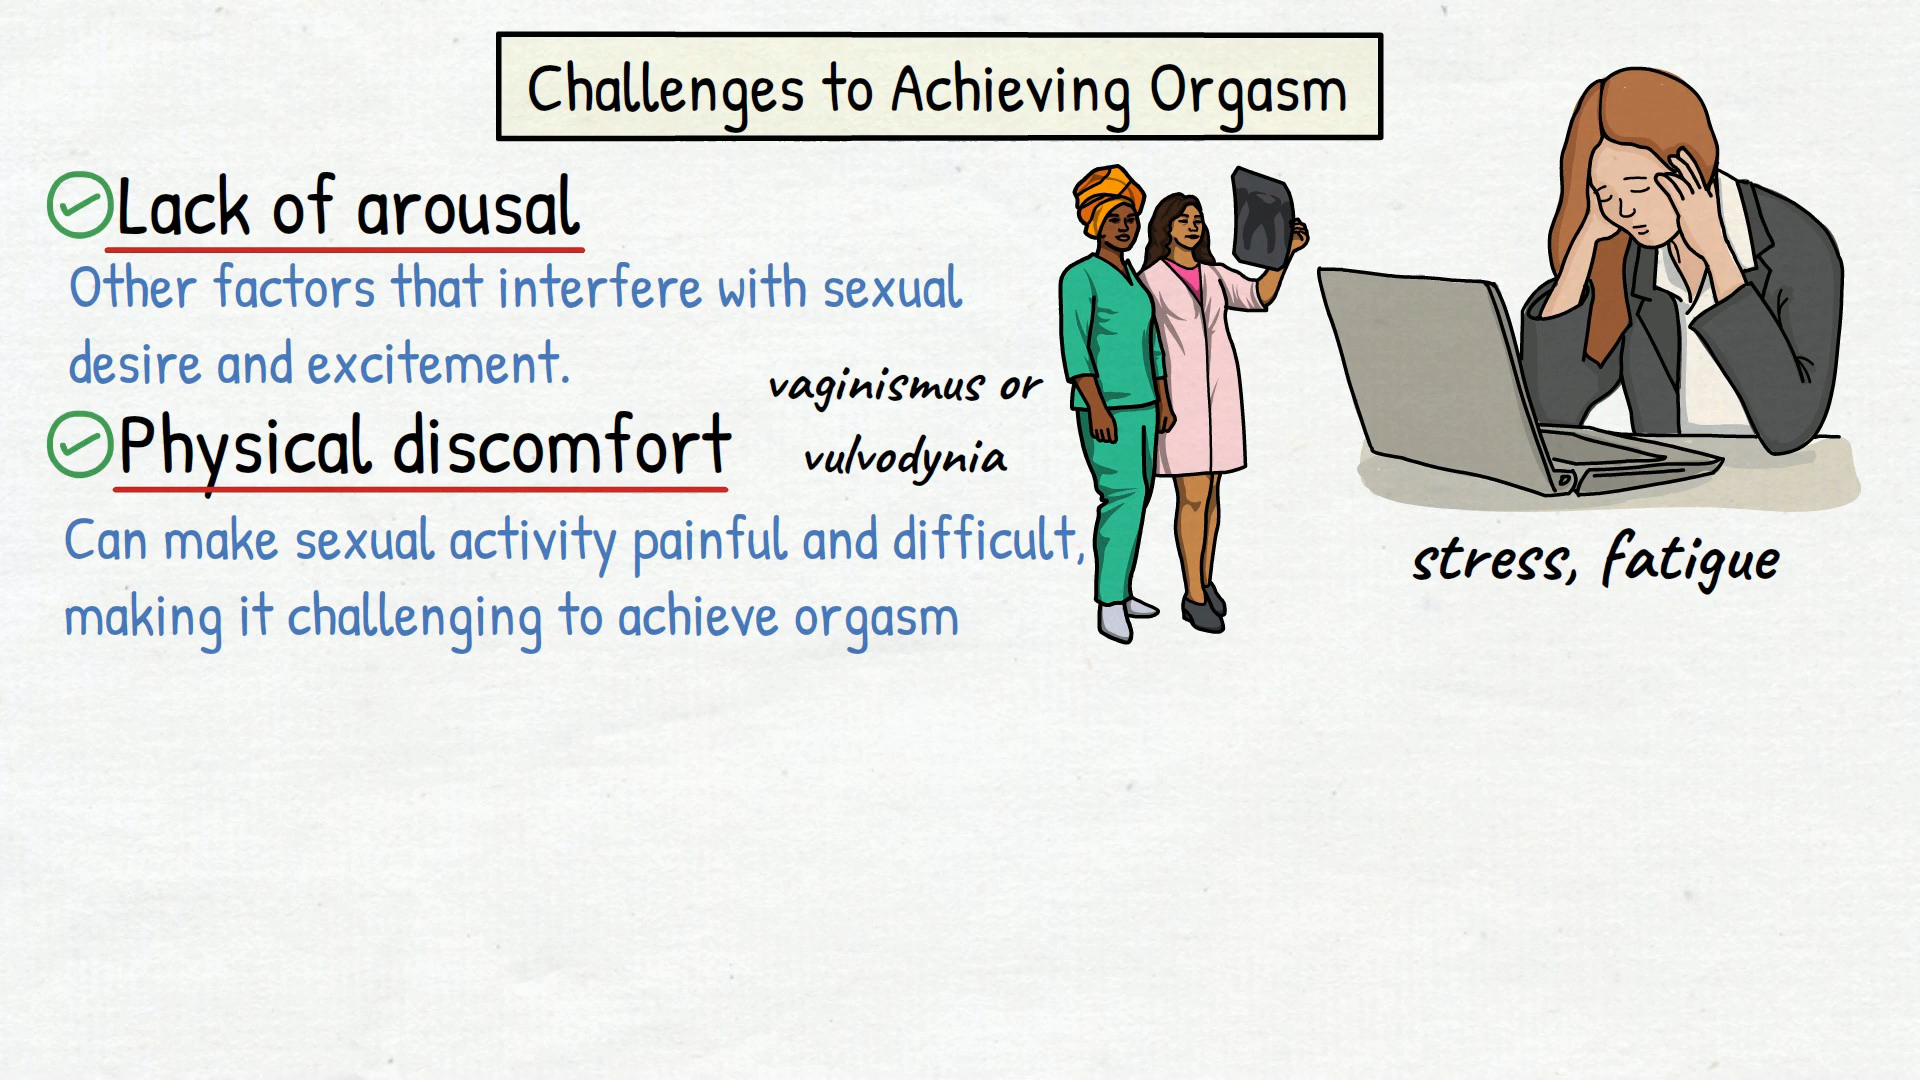 Challenges to Achieving Orgasm
Lack of arousal
Other factors that interfere with sexual
desire and excitement.
Physical discomfort
vaginismus or
vulvodynia
Can make sexual activity painful and difficult,
making it challenging to achieve orgasm
stress, fatigue